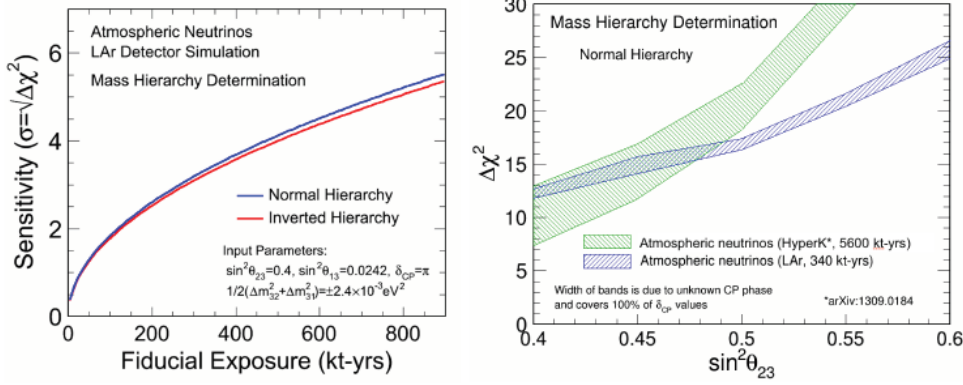 Sensitivity (σ=√Δχ²)
6
4
2
0
Atmospheric Neutrinos
LAr Detector Simulation
Mass Hierarchy Determination
Normal Hierarchy
Inverted Hierarchy
Input Parameters:
sin²θ₂₃=0.4, sin²θ₁₃=0.0242, δ_CP=π
1/2(Δm²₃₂+Δm²₃₁)=±2.4×10⁻³eV²
0 200 400 600 800
Fiducial Exposure (kt-yrs)
Δχ²
30
25
20
15
10
5
0
Mass Hierarchy Determination
Normal Hierarchy
Atmospheric neutrinos (HyperK*, 5600 kt-yrs)
Atmospheric neutrinos (LAr, 340 kt-yrs)
Width of bands is due to unknown CP phase
and covers 100% of δ_CP values
*arXiv:1309.0184
0.4 0.45 0.5 0.55 0.6
sin²θ₂₃